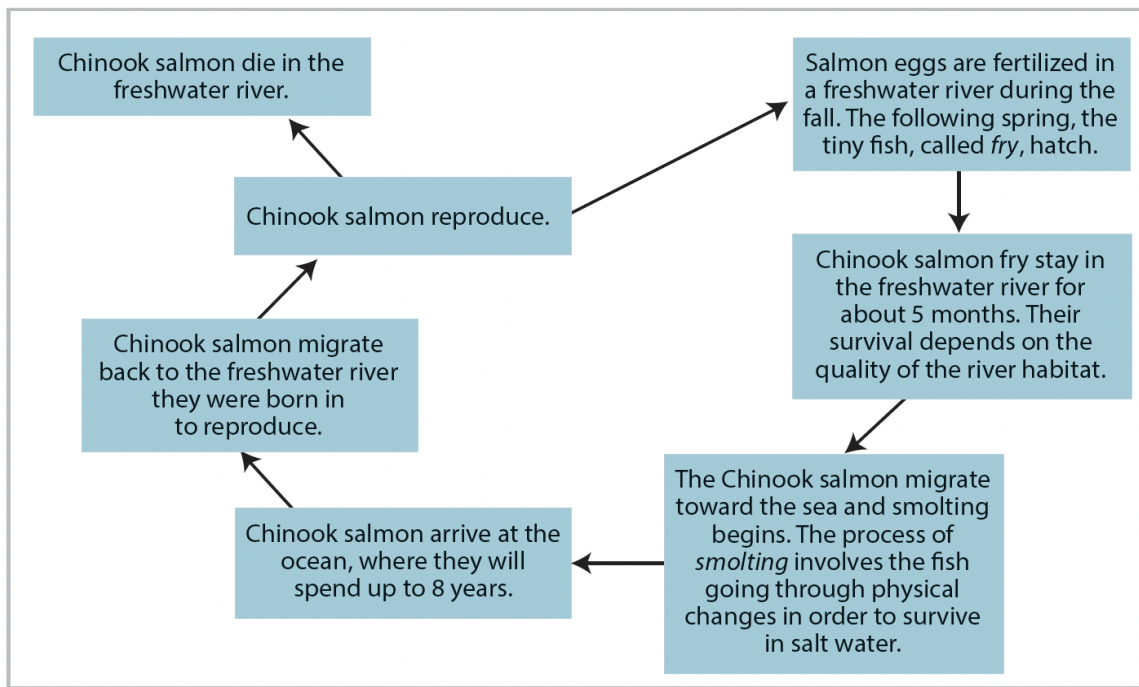 Chinook salmon die in the
freshwater river.
Salmon eggs are fertilized in
a freshwater river during the
fall. The following spring, the
tiny fish, called fry, hatch.
Chinook salmon reproduce.
Chinook salmon fry stay in
the freshwater river for
about 5 months. Their
survival depends on the
quality of the river habitat.
Chinook salmon migrate
back to the freshwater river
they were born in
to reproduce.
The Chinook salmon migrate
toward the sea and smolting
begins. The process of
smolting involves the fish
going through physical
changes in order to survive
in salt water.
Chinook salmon arrive at the
ocean, where they will
spend up to 8 years.